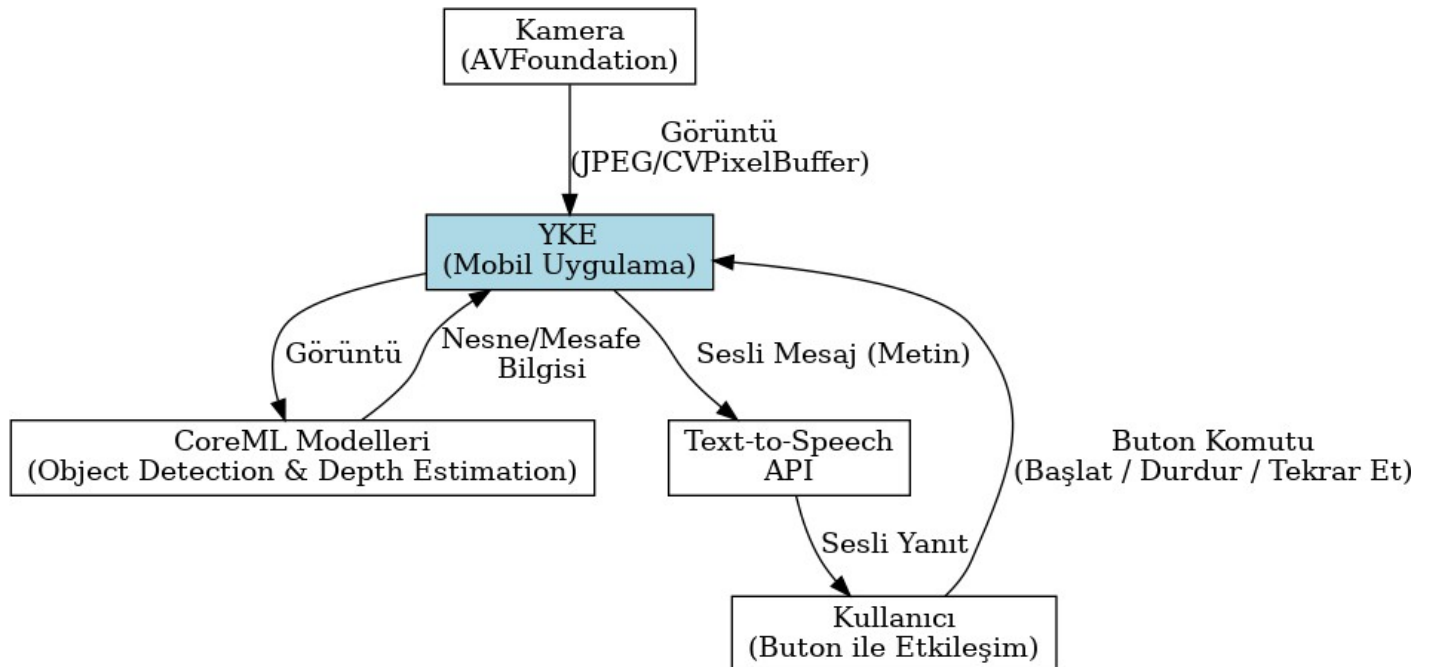 Kamera
(AVFoundation)
Görüntü
(JPEG/CVPixelBuffer)
YKE
(Mobil Uygulama)
Görüntü
Nesne/Mesafe
Bilgisi
Sesli Mesaj (Metin)
CoreML Modelleri
(Object Detection & Depth Estimation)
Text-to-Speech
API
Buton Komutu
(Başlat / Durdur / Tekrar Et)
Sesli Yanıt
Kullanıcı
(Buton ile Etkileşim)